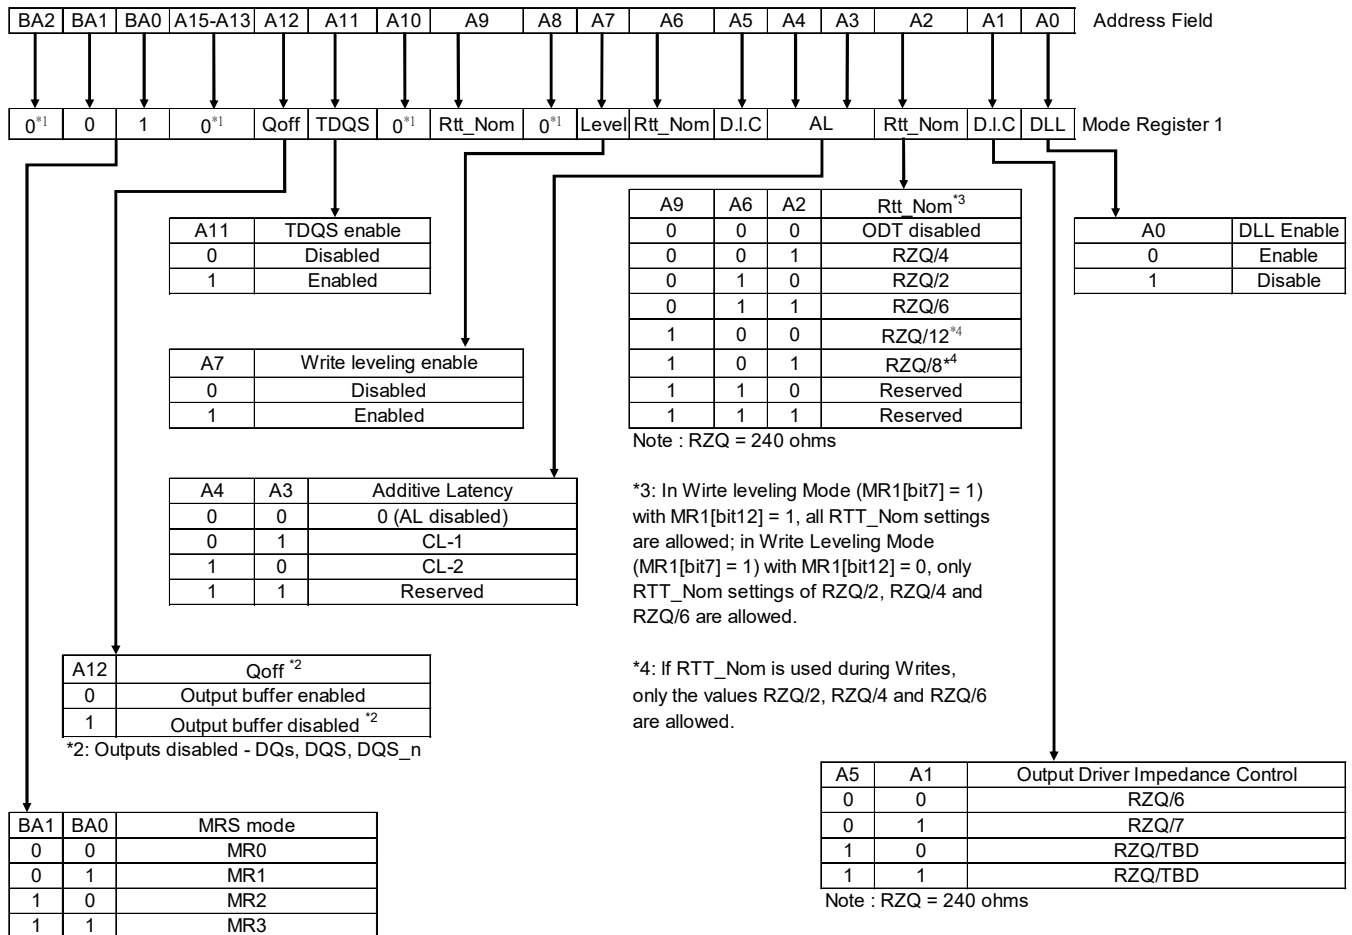 BA2 BA1 BA0 A15-A13 A12 A11 A10 A9 A8 A7 A6 A5 A4 A3 A2 A1 A0 Address Field
0*1 0 1 0*1 Qoff TDQS 0*1 Rtt_Nom 0*1 Level Rtt_Nom D.I.C AL Rtt_Nom D.I.C DLL Mode Register 1
A11 TDQS enable
0 Disabled
1 Enabled
A7 Write leveling enable
0 Disabled
1 Enabled
A4 A3 Additive Latency
0 0 0 (AL disabled)
0 1 CL-1
1 0 CL-2
1 1 Reserved
A12 Qoff *2
0 Output buffer enabled
1 Output buffer disabled *2
*2: Outputs disabled - DQs, DQS, DQS_n
BA1 BA0 MRS mode
0 0 MR0
0 1 MR1
1 0 MR2
1 1 MR3
A9 A6 A2 Rtt_Nom*3
0 0 0 ODT disabled
0 0 1 RZQ/4
0 1 0 RZQ/2
0 1 1 RZQ/6
1 0 0 RZQ/12*4
1 0 1 RZQ/8*4
1 1 0 Reserved
1 1 1 Reserved
Note : RZQ = 240 ohms
*3: In Wirte leveling Mode (MR1[bit7] = 1)
with MR1[bit12] = 1, all RTT_Nom settings
are allowed; in Write Leveling Mode
(MR1[bit7] = 1) with MR1[bit12] = 0, only
RTT_Nom settings of RZQ/2, RZQ/4 and
RZQ/6 are allowed.
*4: If RTT_Nom is used during Writes,
only the values RZQ/2, RZQ/4 and RZQ/6
are allowed.
A0 DLL Enable
0 Enable
1 Disable
A5 A1 Output Driver Impedance Control
0 0 RZQ/6
0 1 RZQ/7
1 0 RZQ/TBD
1 1 RZQ/TBD
Note : RZQ = 240 ohms